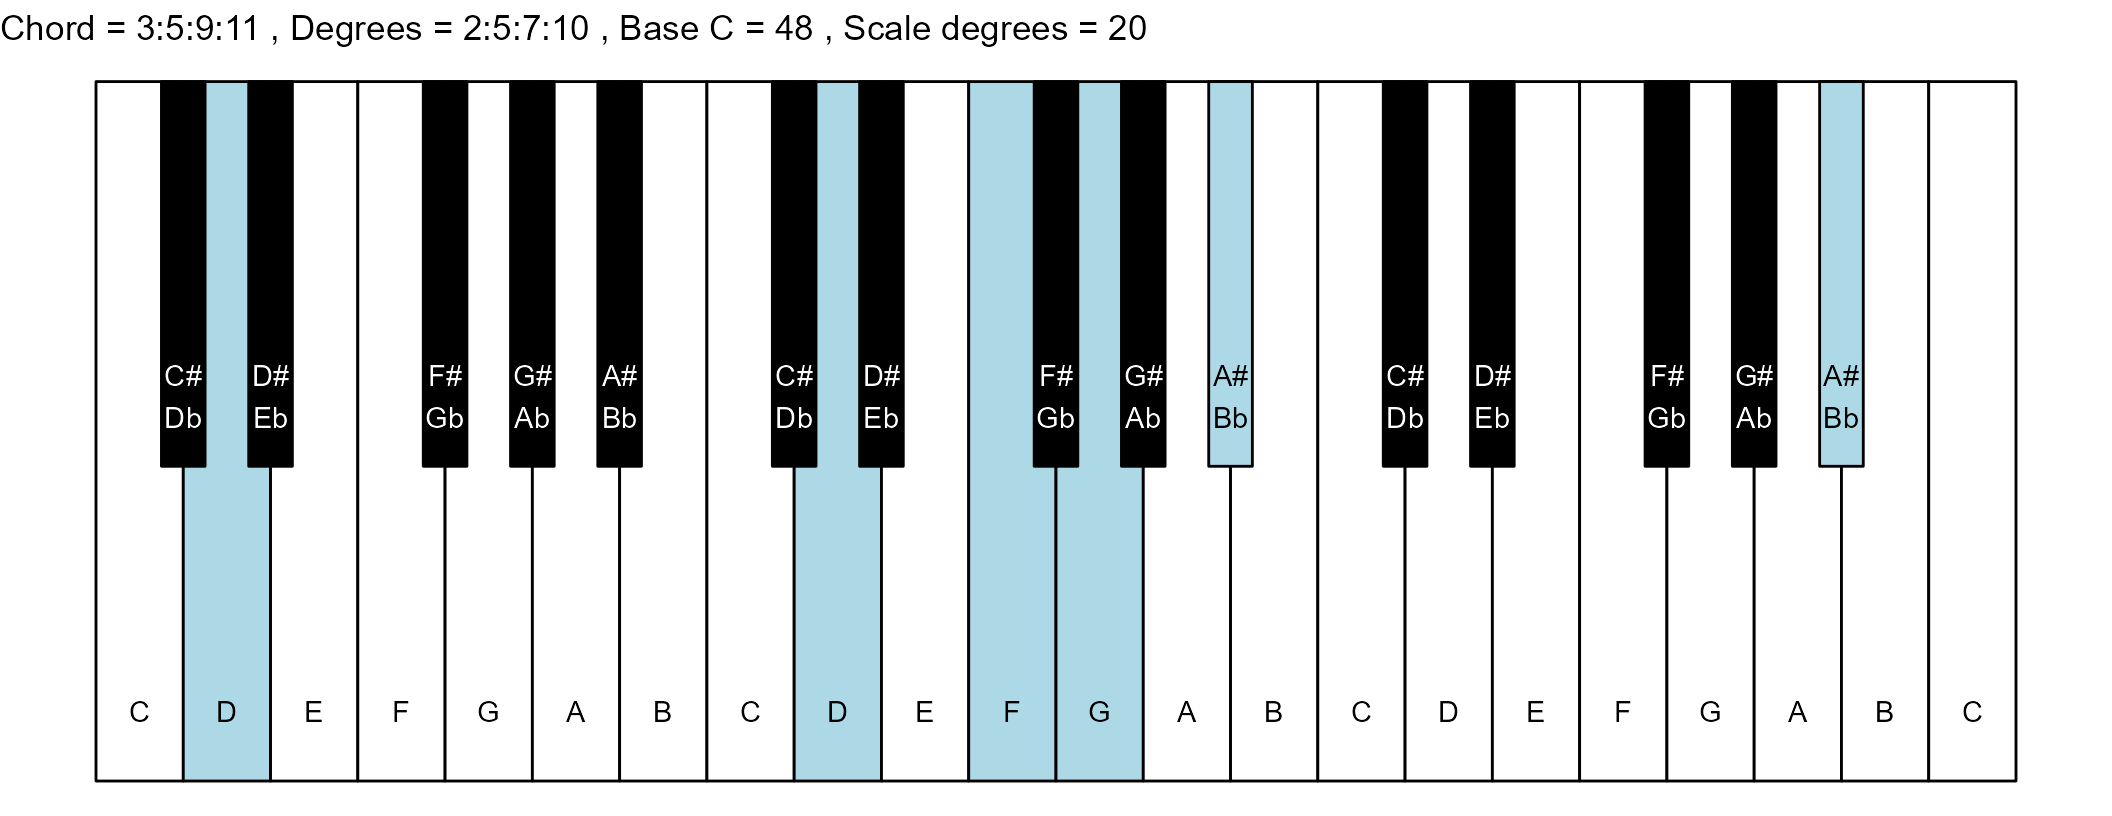 Chord = 3:5:9:11 , Degrees = 2:5:7:10 , Base C = 48 , Scale degrees = 20
C# D# F# G# A# C# D# F# G# A# C# D# F# G# A#
Db Eb Gb Ab Bb Db Eb Gb Ab Bb Db Eb Gb Ab Bb
C D E F G A B C D E F G A B C D E F G A B C